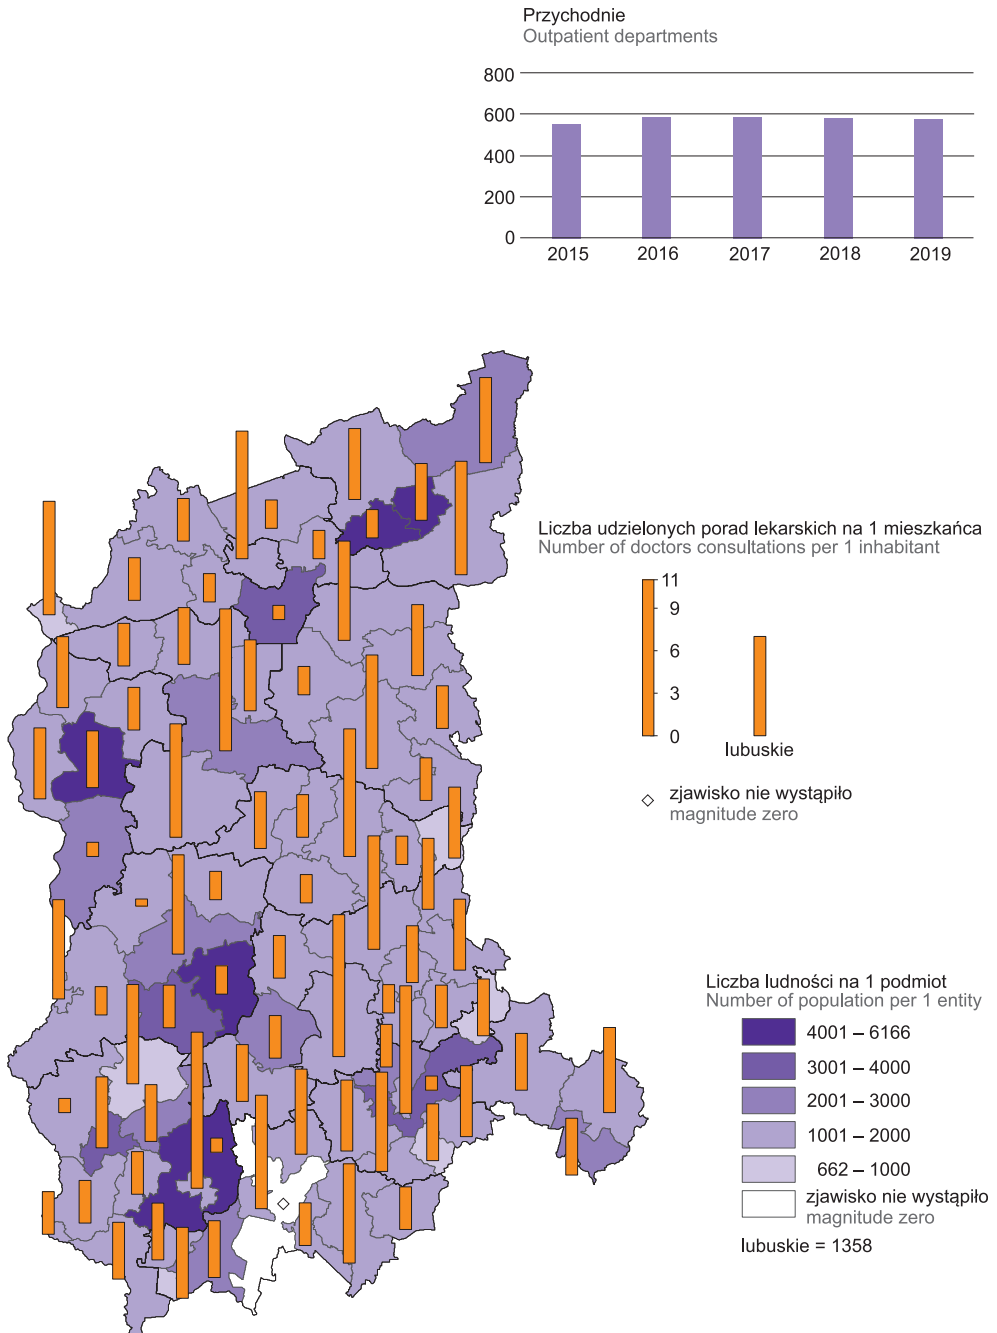 Przychodnie
Outpatient departments
800
600
400
200
0
2015 2016 2017 2018 2019
Liczba udzielonych porad lekarskich na 1 mieszkańca
Number of doctors consultations per 1 inhabitant
11
9
6
3
0
lubuskie
zjawisko nie wystąpiło
magnitude zero
Liczba ludności na 1 podmiot
Number of population per 1 entity
4001 – 6166
3001 – 4000
2001 – 3000
1001 – 2000
662 – 1000
zjawisko nie wystąpiło
magnitude zero
lubuskie = 1358